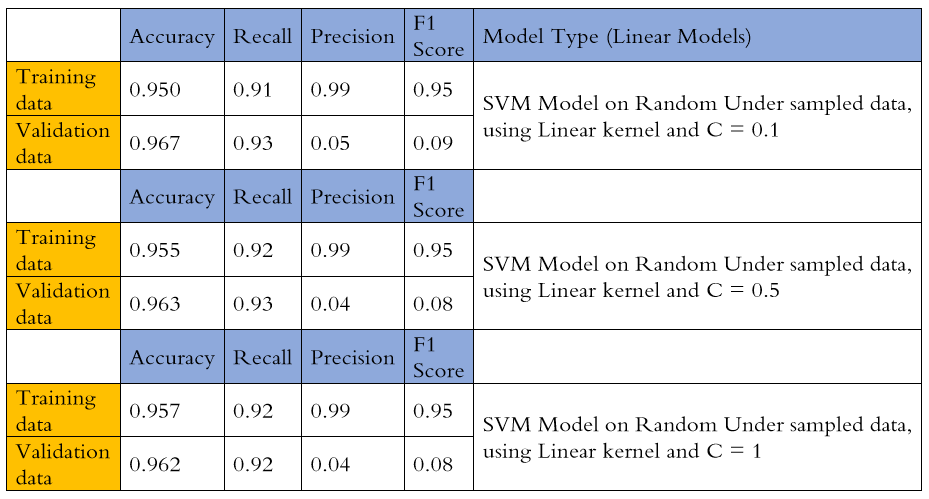 Accuracy Recall Precision F1 Score Model Type (Linear Models)
Training data 0.950 0.91 0.99 0.95 SVM Model on Random Under sampled data, using Linear kernel and C = 0.1
Validation data 0.967 0.93 0.05 0.09
Accuracy Recall Precision F1 Score
Training data 0.955 0.92 0.99 0.95 SVM Model on Random Under sampled data, using Linear kernel and C = 0.5
Validation data 0.963 0.93 0.04 0.08
Accuracy Recall Precision F1 Score
Training data 0.957 0.92 0.99 0.95 SVM Model on Random Under sampled data, using Linear kernel and C = 1
Validation data 0.962 0.92 0.04 0.08